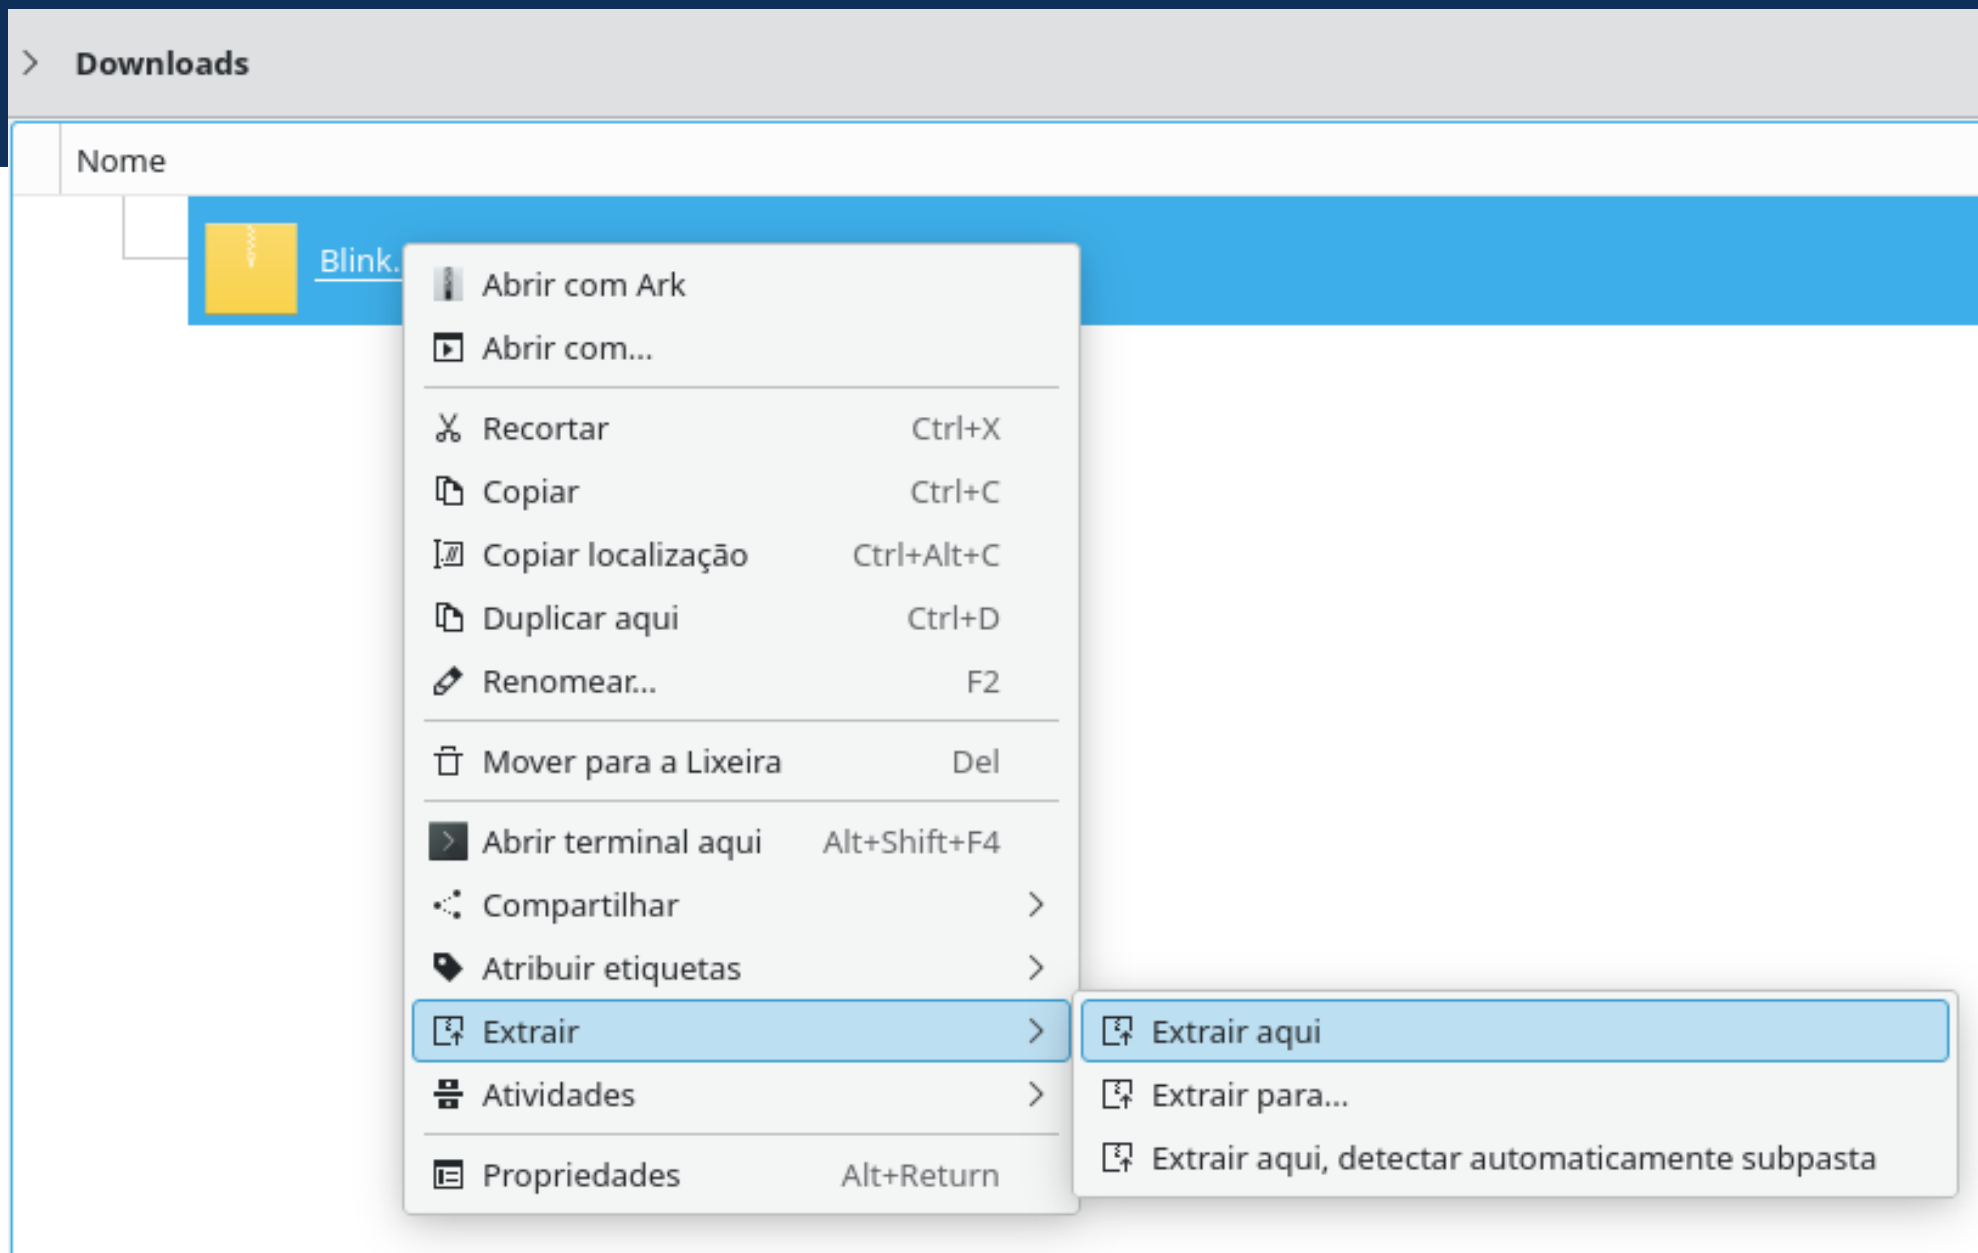 Downloads
Nome
Blink.
Abrir com Ark
Abrir com...
Recortar Ctrl+X
Copiar Ctrl+C
Copiar localização Ctrl+Alt+C
Duplicar aqui Ctrl+D
Renomear... F2
Mover para a Lixeira Del
Abrir terminal aqui Alt+Shift+F4
Compartilhar
Atribuir etiquetas
Extrair
Atividades
Propriedades Alt+Return
Extrair aqui
Extrair para...
Extrair aqui, detectar automaticamente subpasta